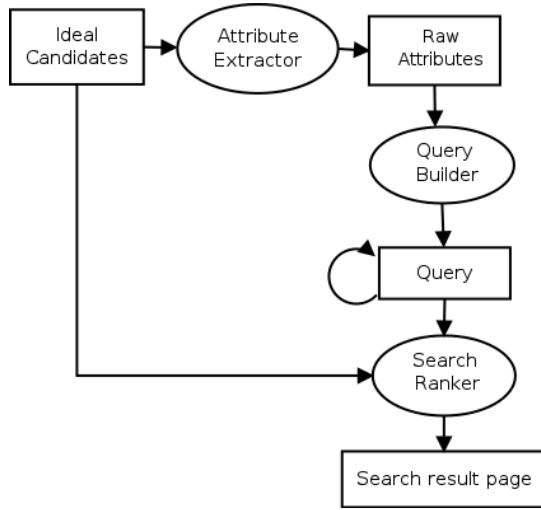 Ideal
Candidates
Attribute
Extractor
Raw
Attributes
Query
Builder
Query
Search
Ranker
Search result page